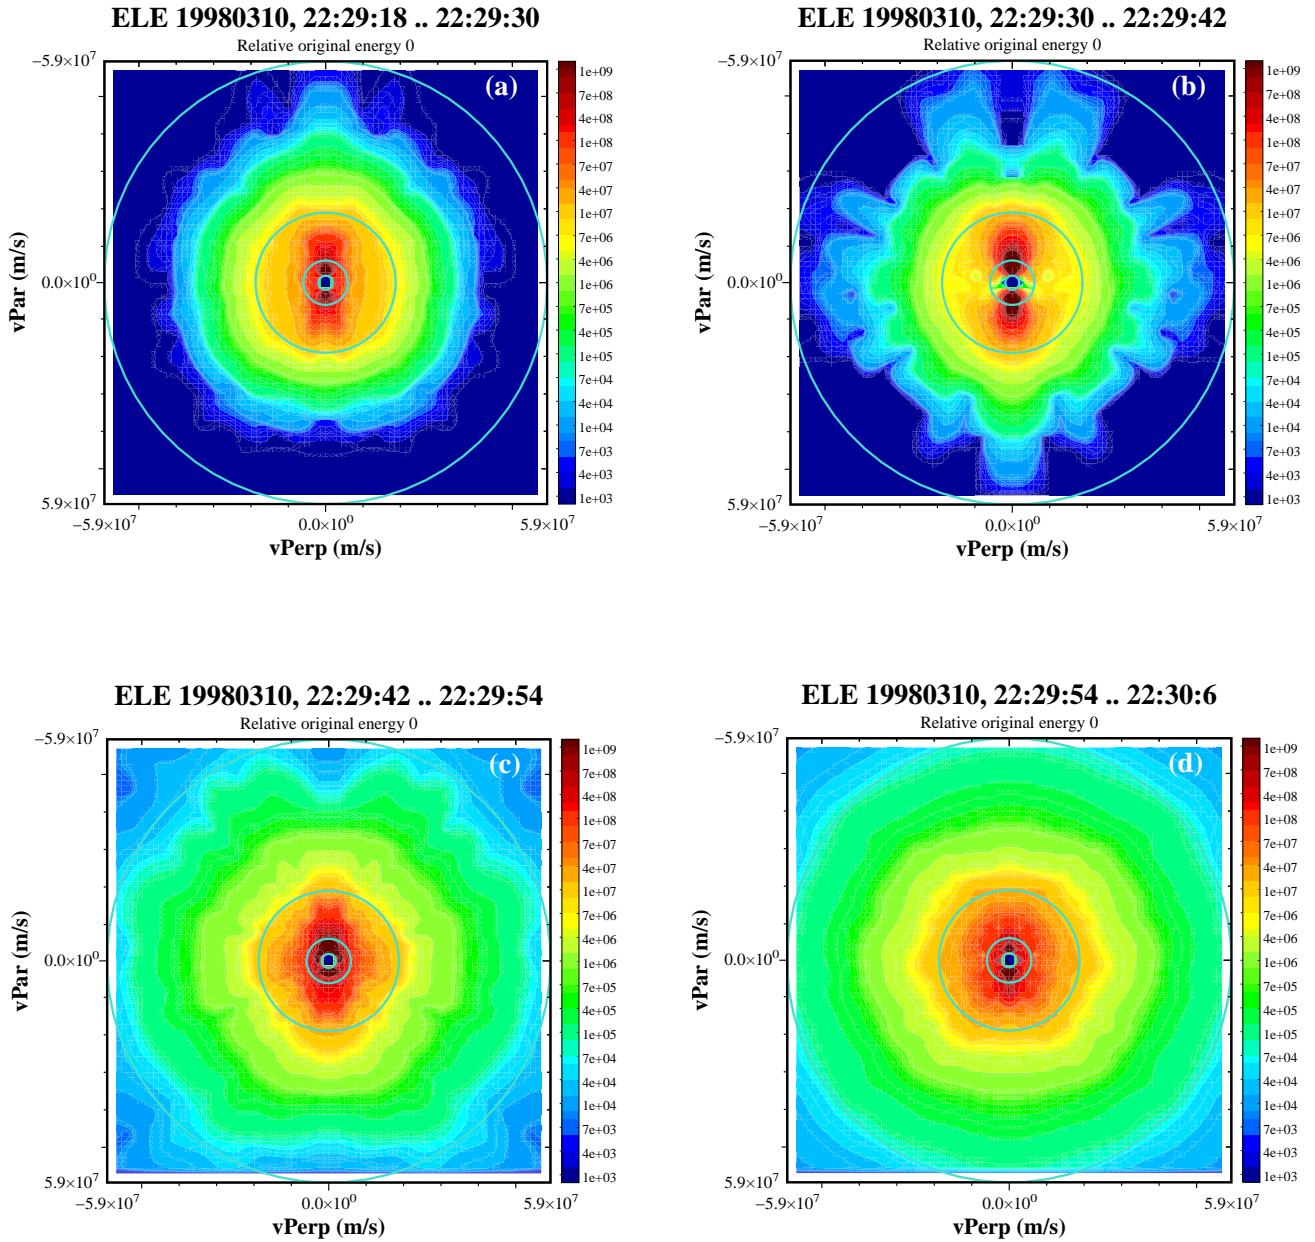 ELE 19980310, 22:29:18 .. 22:29:30
Relative original energy 0
(a)
−5.9×10⁷
0.0×10⁰
5.9×10⁷
vPar (m/s)
−5.9×10⁷
0.0×10⁰
5.9×10⁷
vPerp (m/s)
1e+09
7e+08
4e+08
1e+08
7e+07
4e+07
1e+07
7e+06
4e+06
1e+06
7e+05
4e+05
1e+05
7e+04
4e+04
1e+04
7e+03
4e+03
1e+03
ELE 19980310, 22:29:30 .. 22:29:42
Relative original energy 0
(b)
−5.9×10⁷
0.0×10⁰
5.9×10⁷
vPar (m/s)
−5.9×10⁷
0.0×10⁰
5.9×10⁷
vPerp (m/s)
1e+09
7e+08
4e+08
1e+08
7e+07
4e+07
1e+07
7e+06
4e+06
1e+06
7e+05
4e+05
1e+05
7e+04
4e+04
1e+04
7e+03
4e+03
1e+03
ELE 19980310, 22:29:42 .. 22:29:54
Relative original energy 0
(c)
−5.9×10⁷
0.0×10⁰
5.9×10⁷
vPar (m/s)
−5.9×10⁷
0.0×10⁰
5.9×10⁷
vPerp (m/s)
1e+09
7e+08
4e+08
1e+08
7e+07
4e+07
1e+07
7e+06
4e+06
1e+06
7e+05
4e+05
1e+05
7e+04
4e+04
1e+04
7e+03
4e+03
1e+03
ELE 19980310, 22:29:54 .. 22:30:6
Relative original energy 0
(d)
−5.9×10⁷
0.0×10⁰
5.9×10⁷
vPar (m/s)
−5.9×10⁷
0.0×10⁰
5.9×10⁷
vPerp (m/s)
1e+09
7e+08
4e+08
1e+08
7e+07
4e+07
1e+07
7e+06
4e+06
1e+06
7e+05
4e+05
1e+05
7e+04
4e+04
1e+04
7e+03
4e+03
1e+03